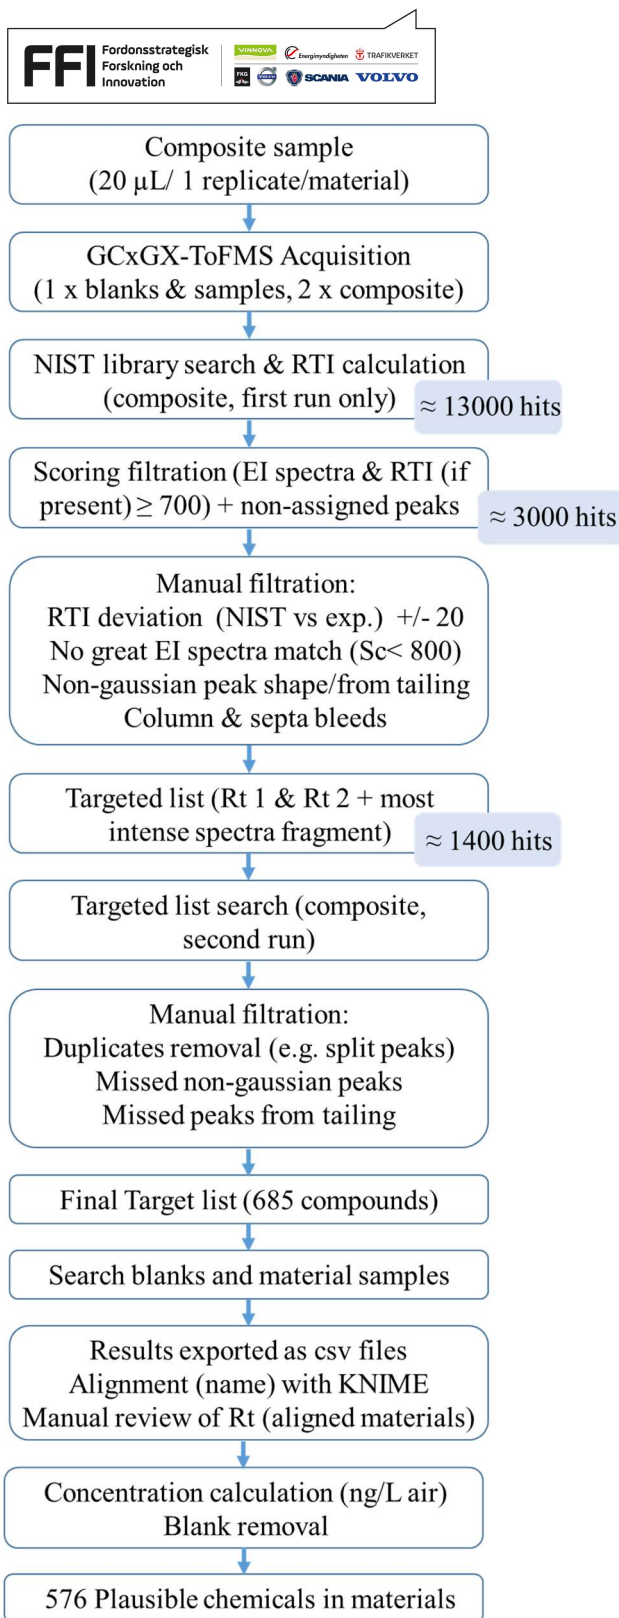 FFI
Fordonsstrategisk
Forskning och
Innovation
VINNOVA
Energimyndigheten
TRAFIKVERKET
FKG
VOLVO
SCANIA
VOLVO
Composite sample
(20 µL/ 1 replicate/material)
GCxGX-ToFMS Acquisition
(1 x blanks & samples, 2 x composite)
NIST library search & RTI calculation
(composite, first run only)
≈ 13000 hits
Scoring filtration (EI spectra & RTI (if
present) ≥ 700) + non-assigned peaks
≈ 3000 hits
Manual filtration:
RTI deviation (NIST vs exp.) +/- 20
No great EI spectra match (Sc< 800)
Non-gaussian peak shape/from tailing
Column & septa bleeds
Targeted list (Rt 1 & Rt 2 + most
intense spectra fragment)
≈ 1400 hits
Targeted list search (composite,
second run)
Manual filtration:
Duplicates removal (e.g. split peaks)
Missed non-gaussian peaks
Missed peaks from tailing
Final Target list (685 compounds)
Search blanks and material samples
Results exported as csv files
Alignment (name) with KNIME
Manual review of Rt (aligned materials)
Concentration calculation (ng/L air)
Blank removal
576 Plausible chemicals in materials